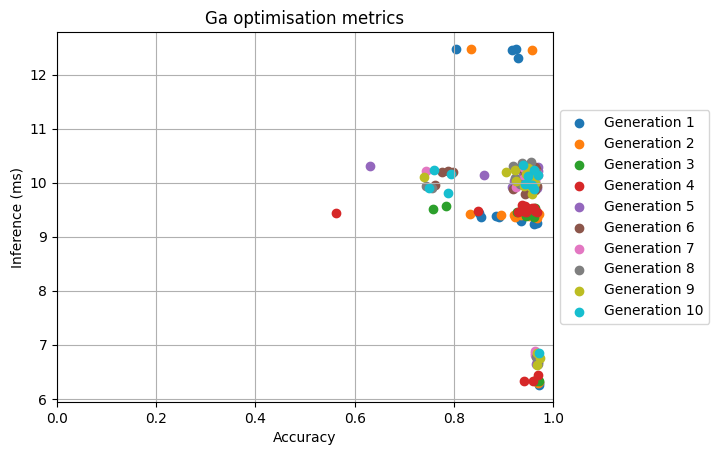 Ga optimisation metrics
Inference (ms)
12
11
10
9
8
7
6
0.0 0.2 0.4 0.6 0.8 1.0
Accuracy
Generation 1
Generation 2
Generation 3
Generation 4
Generation 5
Generation 6
Generation 7
Generation 8
Generation 9
Generation 10